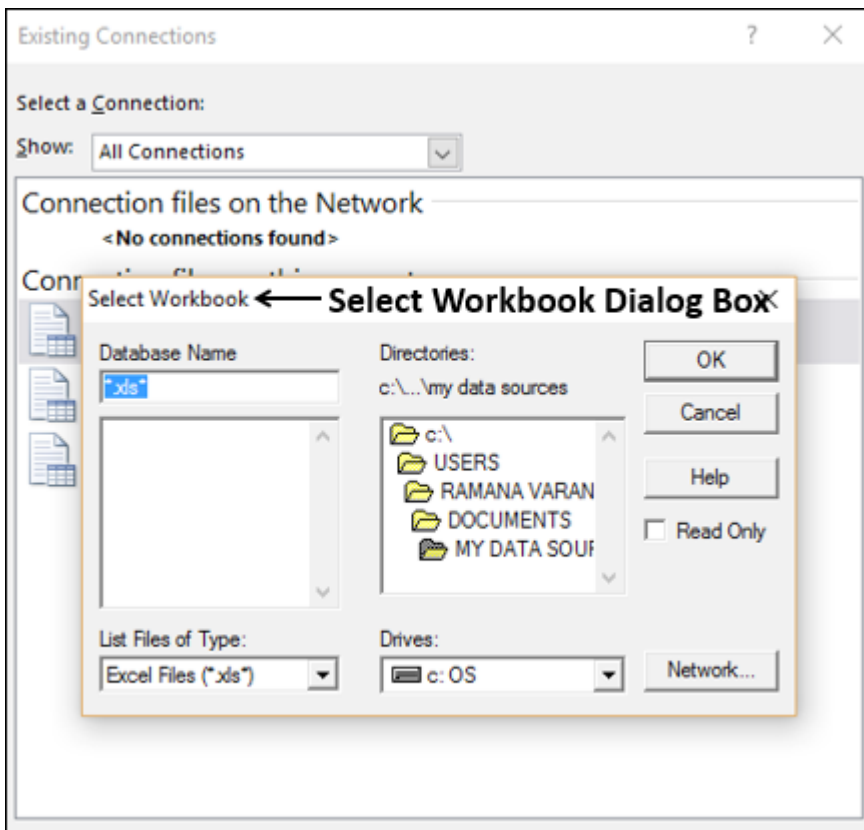 Existing Connections
Select a Connection:
Show: All Connections
Connection files on the Network
<No connections found>
Select Workbook Select Workbook Dialog Box
Database Name
*.xls*
Directories:
c:\...\my data sources
c:\
USERS
RAMANA VARAN
DOCUMENTS
MY DATA SOUR
OK
Cancel
Help
Read Only
List Files of Type:
Excel Files (*.xls*)
Drives:
c: OS
Network...